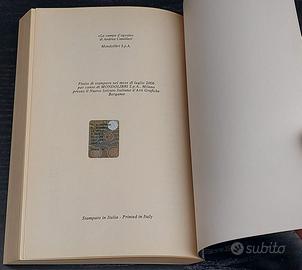 «La vampa d'agosto»
di Andrea Camilleri
Mondolibri S.p.A.
Finito di stampare nel mese di luglio 2006
per conto di MONDOLIBRI S.p.A., Milano
presso il Nuovo Istituto Italiano d'Arti Grafiche
Bergamo
Stampato in Italia - Printed in Italy
subito